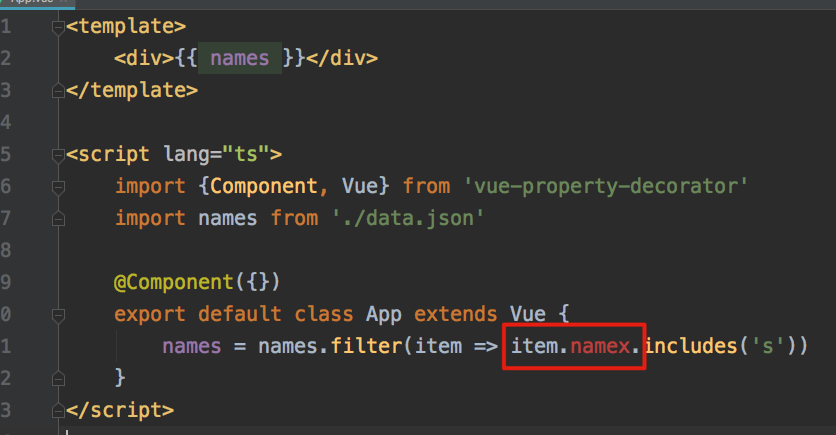 App.vue
1 <template>
2 <div>{{ names }}</div>
3 </template>
4
5 <script lang="ts">
6 import {Component, Vue} from 'vue-property-decorator'
7 import names from './data.json'
8
9 @Component({})
0 export default class App extends Vue {
1 names = names.filter(item => item.namex.includes('s'))
2 }
3 </script>